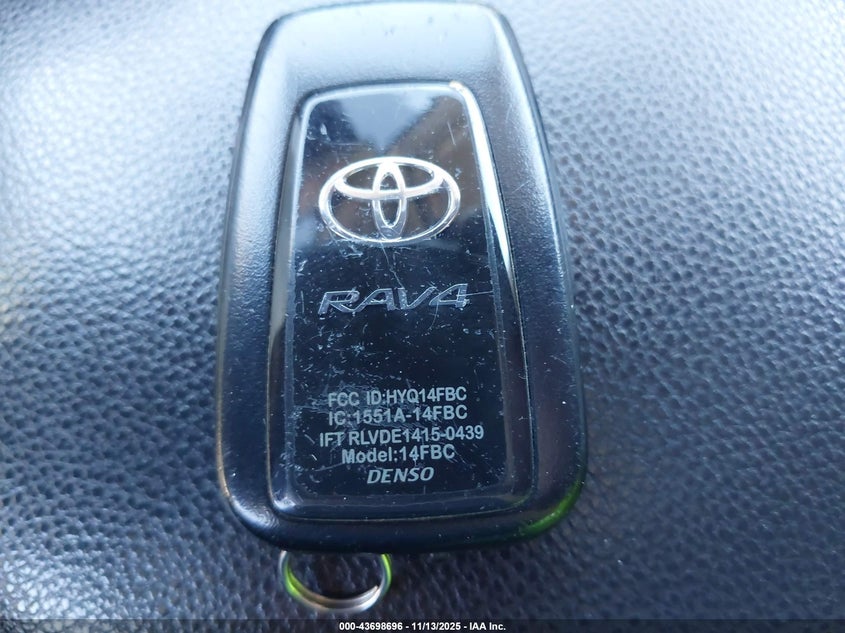 RAV4
FCC ID:HYQ14FBC
IC:1551A-14FBC
IFT RLVDE1415-0439
Model:14FBC
DENSO
000-43698696 - 11/13/2025 - IAA Inc.